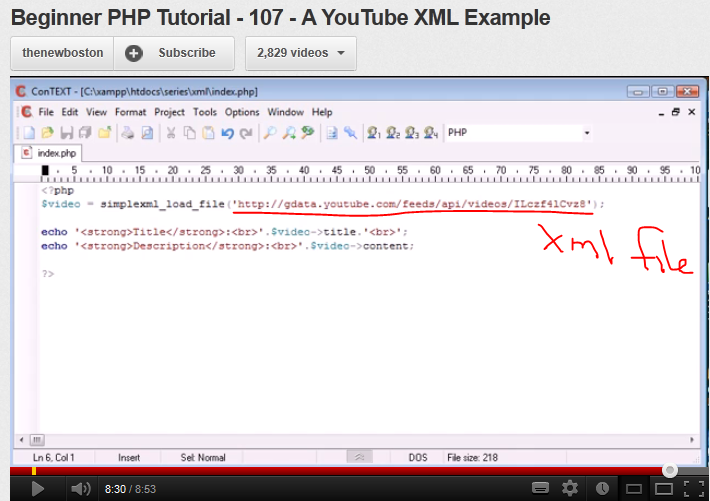 Beginner PHP Tutorial - 107 - A YouTube XML Example
thenewboston Subscribe 2,829 videos
ConTEXT - [C:\xampp\htdocs\series\xml\index.php]
File Edit View Format Project Tools Options Window Help
PHP
index.php
5 10 15 20 25 30 35 40 45 50 55 60 65 70 75 80 85 90 95 10
<?php
$video = simplexml_load_file('http://gdata.youtube.com/feeds/api/videos/ILczf4lCvz8');
echo '<strong>Title</strong>:<br>'.$video->title.'<br>';
echo '<strong>Description</strong>:<br>'.$video->content;
xml file
?>
Ln 6, Col 1 Insert Sel: Normal DOS File size: 218
8:30 / 8:53